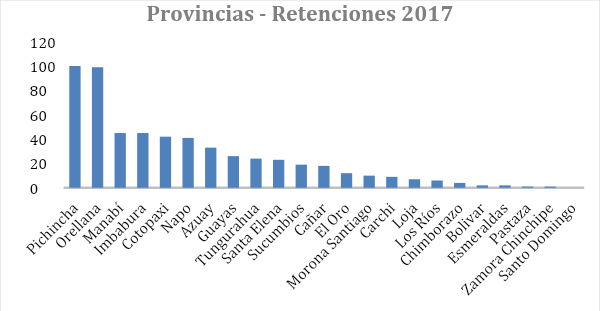 Provincias - Retenciones 2017
120
100
80
60
40
20
0
Pichincha
Orellana
Manabí
Imbabura
Cotopaxi
Napo
Azuay
Guayas
Tungurahua
Santa Elena
Sucumbios
Cañar
El Oro
Morona Santiago
Carchi
Loja
Los Ríos
Chimborazo
Bolivar
Esmeraldas
Pastaza
Zamora Chinchipe
Santo Domingo